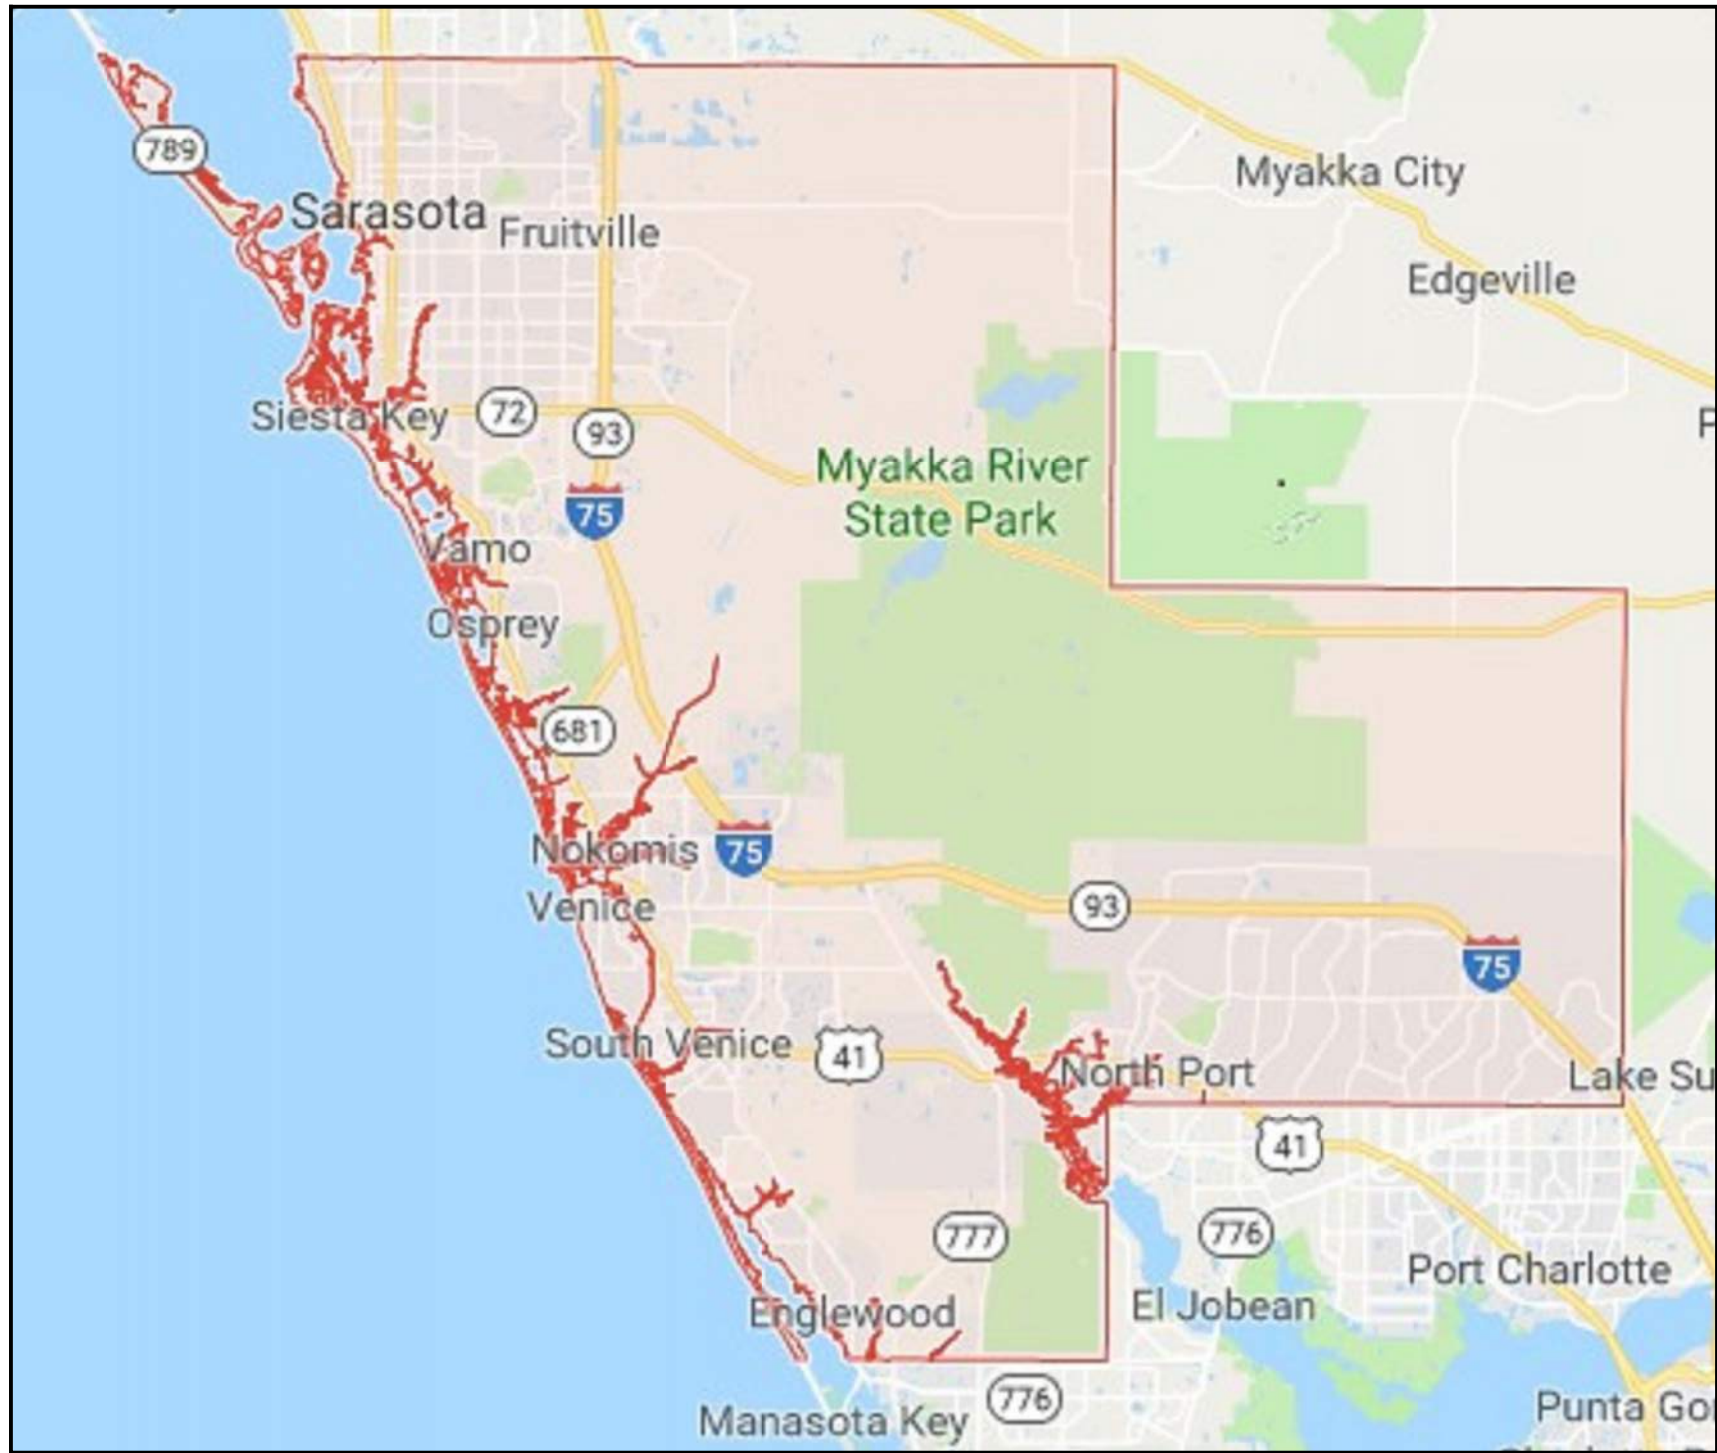 789
Myakka City
Sarasota
Fruitville
Edgeville
Siesta Key
72
93
Myakka River
State Park
75
Vamo
Osprey
681
Nokomis
75
Venice
93
75
South Venice
41
North Port
Lake Su
41
777
776
Port Charlotte
El Jobean
Englewood
776
Manasota Key
Punta Go